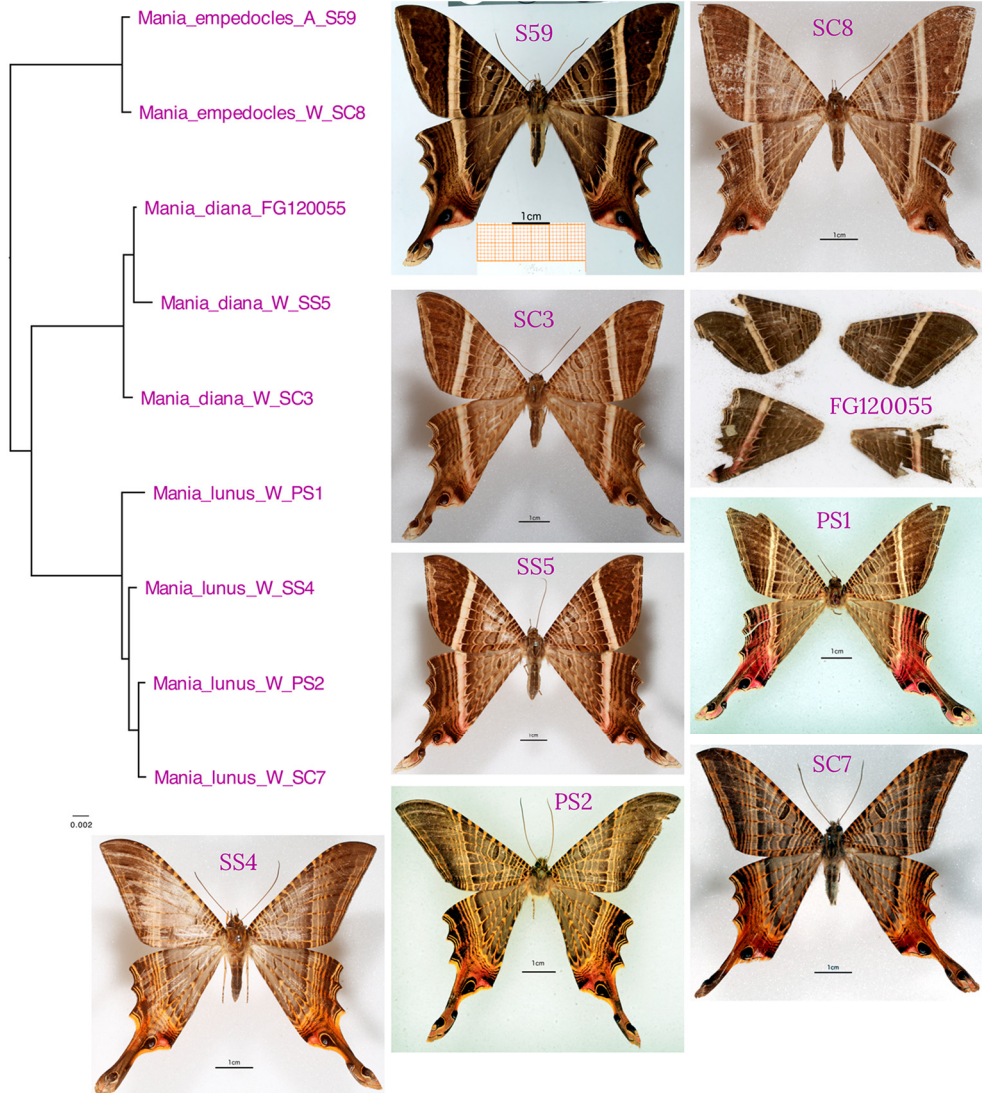 Mania_empedocles_A_S59
Mania_empedocles_W_SC8
Mania_diana_FG120055
Mania_diana_W_SS5
Mania_diana_W_SC3
Mania_lunus_W_PS1
Mania_lunus_W_SS4
Mania_lunus_W_PS2
Mania_lunus_W_SC7
0.002
S59
1cm
SC8
1cm
SC3
1cm
FG120055
PS1
1cm
SS5
1cm
SC7
1cm
PS2
1cm
SS4
1cm